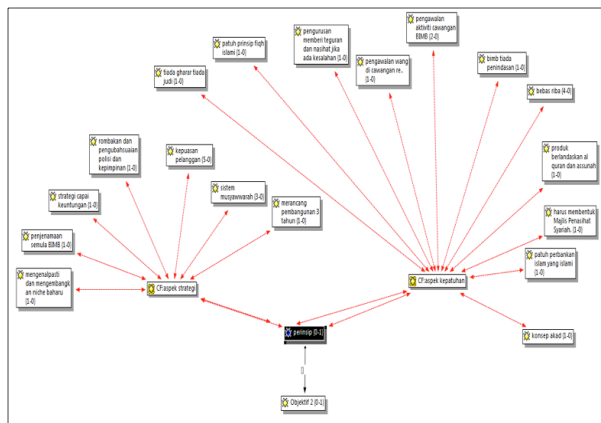 pengawalan
aktiviti cawangan
BIMB {2-0}
pengurusan
memberi teguran
dan nasihat jika
ada kesalahan {1-0}
patuh prinsip fiqh
islami {1-0}
pengawalan wang
di cawangan re..
{1-0}
bimb tiada
penindasan {1-0}
tiada gharar tiada
judi {1-0}
bebas riba {4-0}
rombakan dan
pengubahsuaian
polisi dan
kepimpinan {1-0}
kepuasan
pelanggan {5-0}
produk
berlandaskan al
quran dan assunah
{1-0}
strategi capai
keuntungan {1-0}
sistem
musyawwarah {3-0}
merancang
pembangunan 3
tahun {1-0}
harus membentuk
Majlis Penasihat
Syariah. {1-0}
penjenamaan
semula BIMB {1-0}
patuh perbankan
islam yang islami
{1-0}
mengenalpasti
dan mengembangk
an niche baharu
{1-0}
CF:aspek strategi
CF:aspek kepatuhan
perinsip {0-1}
konsep akad {1-0}
Objektif 2 {0-1}